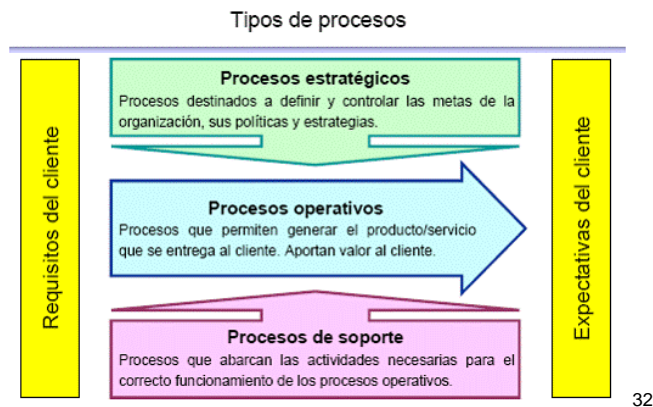 Tipos de procesos
Requisitos del cliente
Procesos estratégicos
Procesos destinados a definir y controlar las metas de la
organización, sus políticas y estrategias.
Procesos operativos
Procesos que permiten generar el producto/servicio
que se entrega al cliente. Aportan valor al cliente.
Procesos de soporte
Procesos que abarcan las actividades necesarias para el
correcto funcionamiento de los procesos operativos.
Expectativas del cliente
32